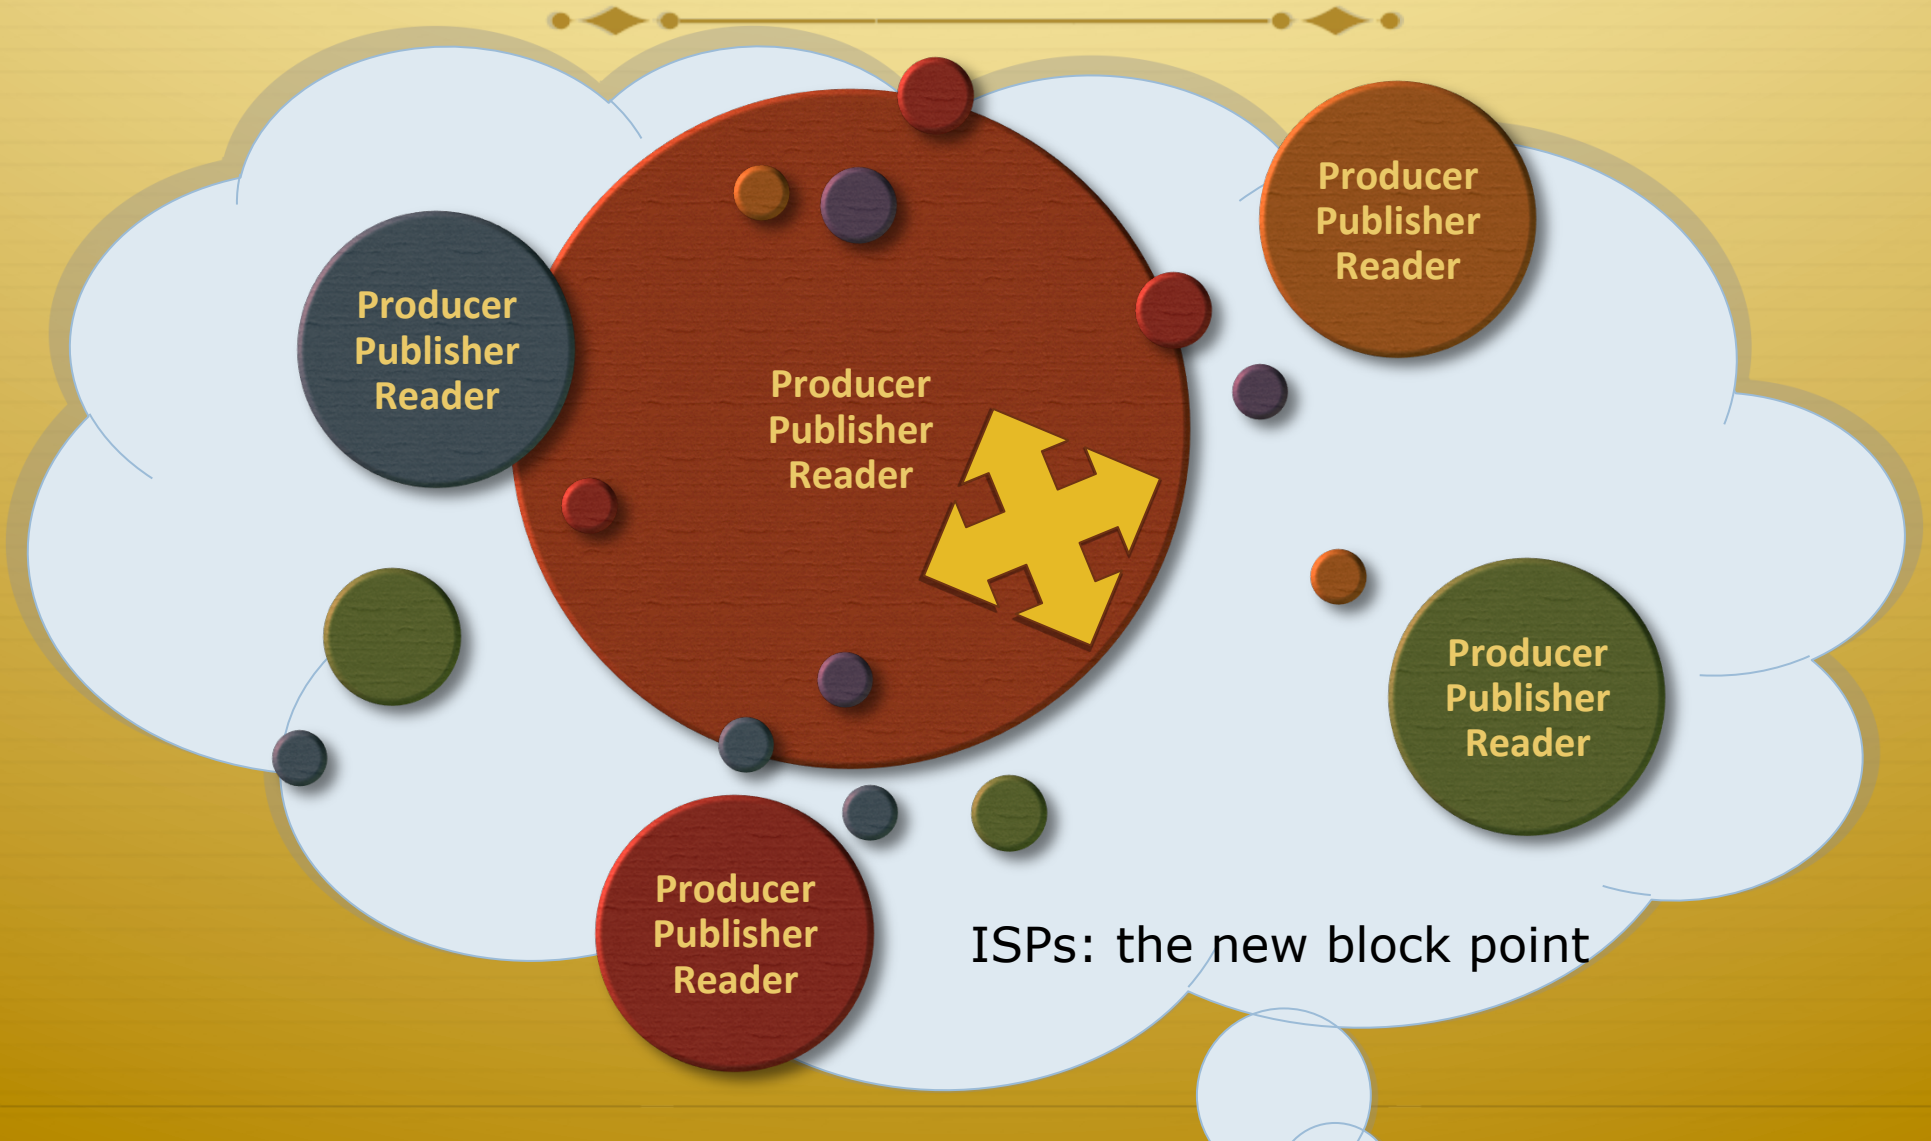 Producer
Publisher
Reader
Producer
Publisher
Reader
Producer
Publisher
Reader
Producer
Publisher
Reader
Producer
Publisher
Reader
ISPs: the new block point